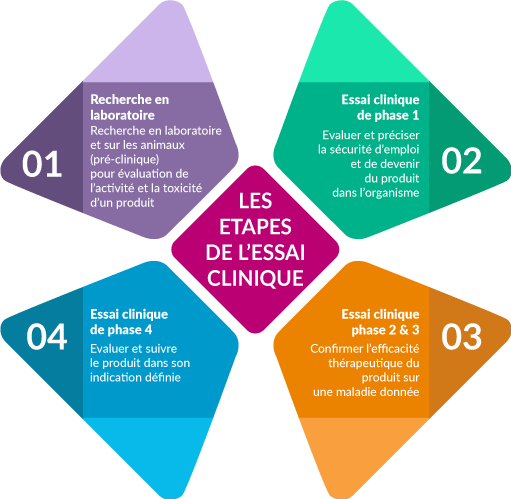 01
Recherche en
laboratoire
Recherche en laboratoire
et sur les animaux
(pré-clinique)
pour évaluation de
l’activité et la toxicité
d’un produit
Essai clinique
de phase 1
Evaluer et préciser
la sécurité d’emploi
et de devenir
du produit
dans l’organisme
02
LES
ETAPES
DE L’ESSAI
CLINIQUE
04
Essai clinique
de phase 4
Evaluer et suivre
le produit dans son
indication définie
Essai clinique
phase 2 & 3
Confirmer l’efficacité
thérapeutique du
produit sur
une maladie donnée
03